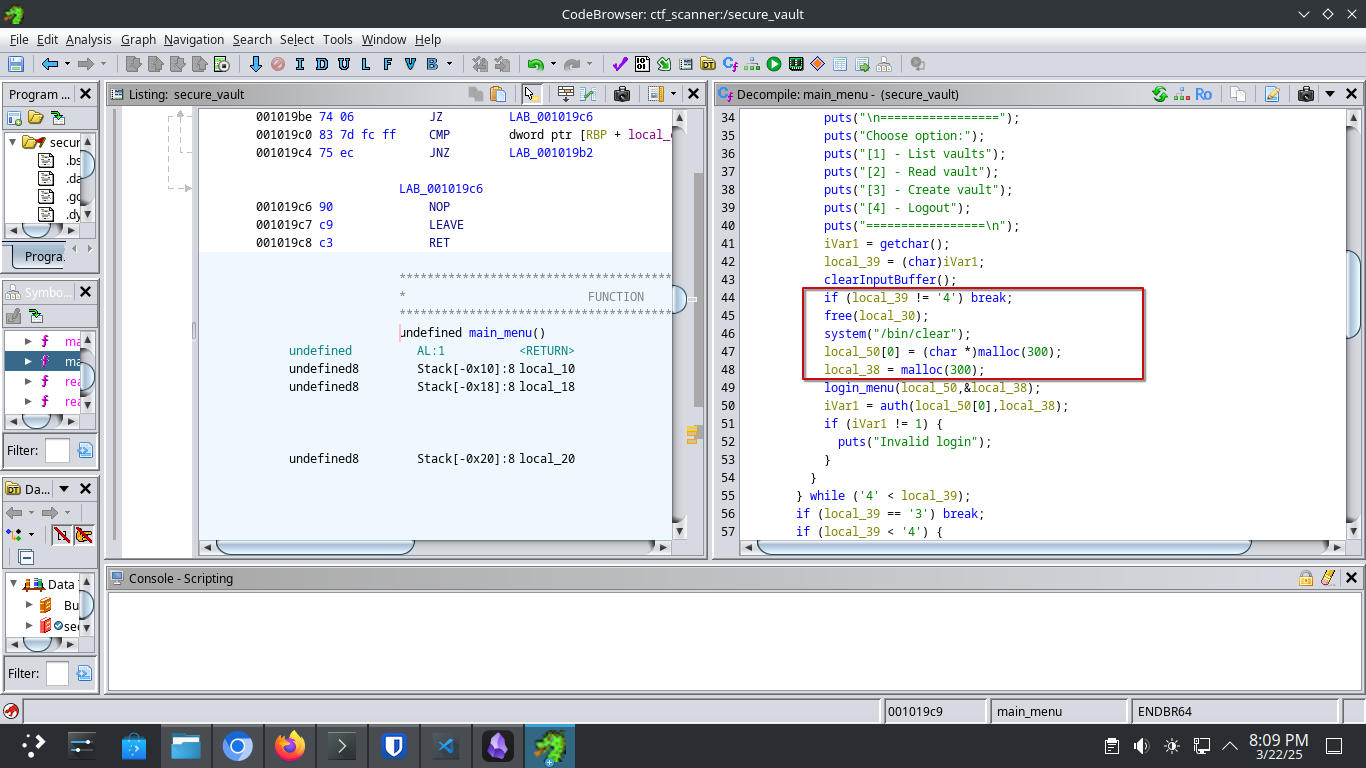 CodeBrowser: ctf_scanner:/secure_vault
File Edit Analysis Graph Navigation Search Select Tools Window Help
I D U L F V B
Program ...
secur
.bs
.da
.go
.dy
Progra
Symbo...
f ma
f ma
f rea
f rea
Filter:
Da...
Data
Bu
sec
Filter:
Listing: secure_vault
001019be 74 06 JZ LAB_001019c6
001019c0 83 7d fc ff CMP dword ptr [RBP + local_
001019c4 75 ec JNZ LAB_001019b2
LAB_001019c6
001019c6 90 NOP
001019c7 c9 LEAVE
001019c8 c3 RET
***************************************
* FUNCTION
***************************************
undefined main_menu()
undefined AL:1 <RETURN>
undefined8 Stack[-0x10]:8 local_10
undefined8 Stack[-0x18]:8 local_18
undefined8 Stack[-0x20]:8 local_20
Decompile: main_menu - (secure_vault)
Ro
34 puts("\n=================");
35 puts("Choose option:");
36 puts("[1] - List vaults");
37 puts("[2] - Read vault");
38 puts("[3] - Create vault");
39 puts("[4] - Logout");
40 puts("=================\n");
41 iVar1 = getchar();
42 local_39 = (char)iVar1;
43 clearInputBuffer();
44 if (local_39 != '4') break;
45 free(local_30);
46 system("/bin/clear");
47 local_50[0] = (char *)malloc(300);
48 local_38 = malloc(300);
49 login_menu(local_50,&local_38);
50 iVar1 = auth(local_50[0],local_38);
51 if (iVar1 != 1) {
52 puts("Invalid login");
53 }
54 }
55 } while ('4' < local_39);
56 if (local_39 == '3') break;
57 if (local_39 < '4') {
Console - Scripting
001019c9 main_menu ENDBR64
8:09 PM
3/22/25